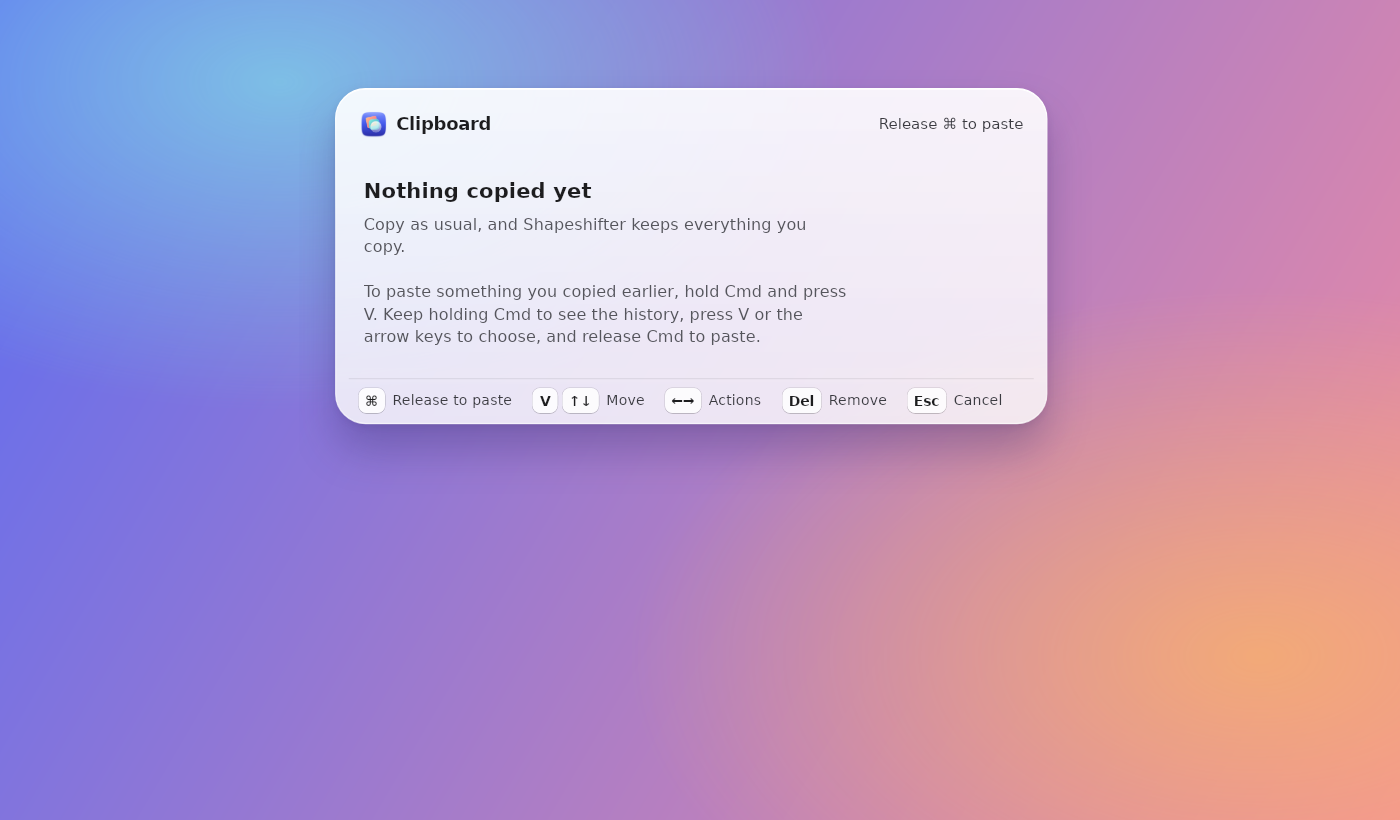 Clipboard
Release ⌘ to paste
Nothing copied yet
Copy as usual, and Shapeshifter keeps everything you
copy.
To paste something you copied earlier, hold Cmd and press
V. Keep holding Cmd to see the history, press V or the
arrow keys to choose, and release Cmd to paste.
⌘ Release to paste V ↑↓ Move ←→ Actions Del Remove Esc Cancel